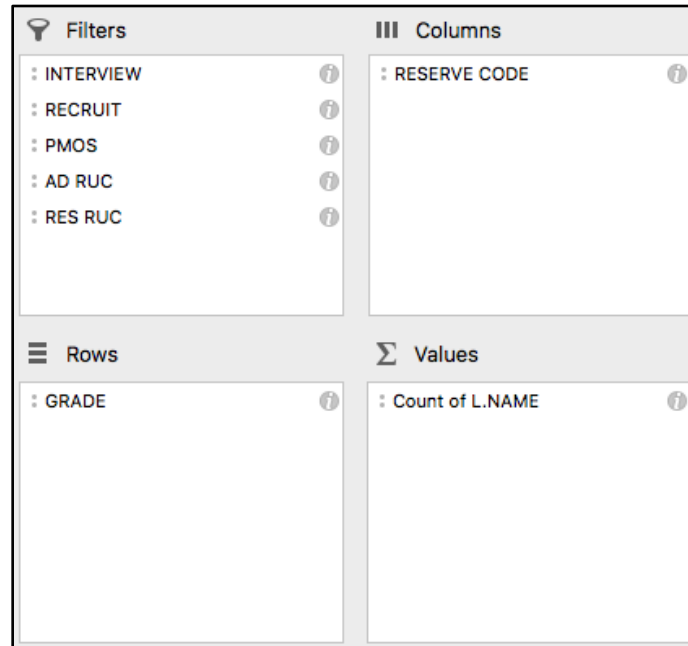 Filters
INTERVIEW
RECRUIT
PMOS
AD RUC
RES RUC
Columns
RESERVE CODE
Rows
GRADE
Σ Values
Count of L.NAME